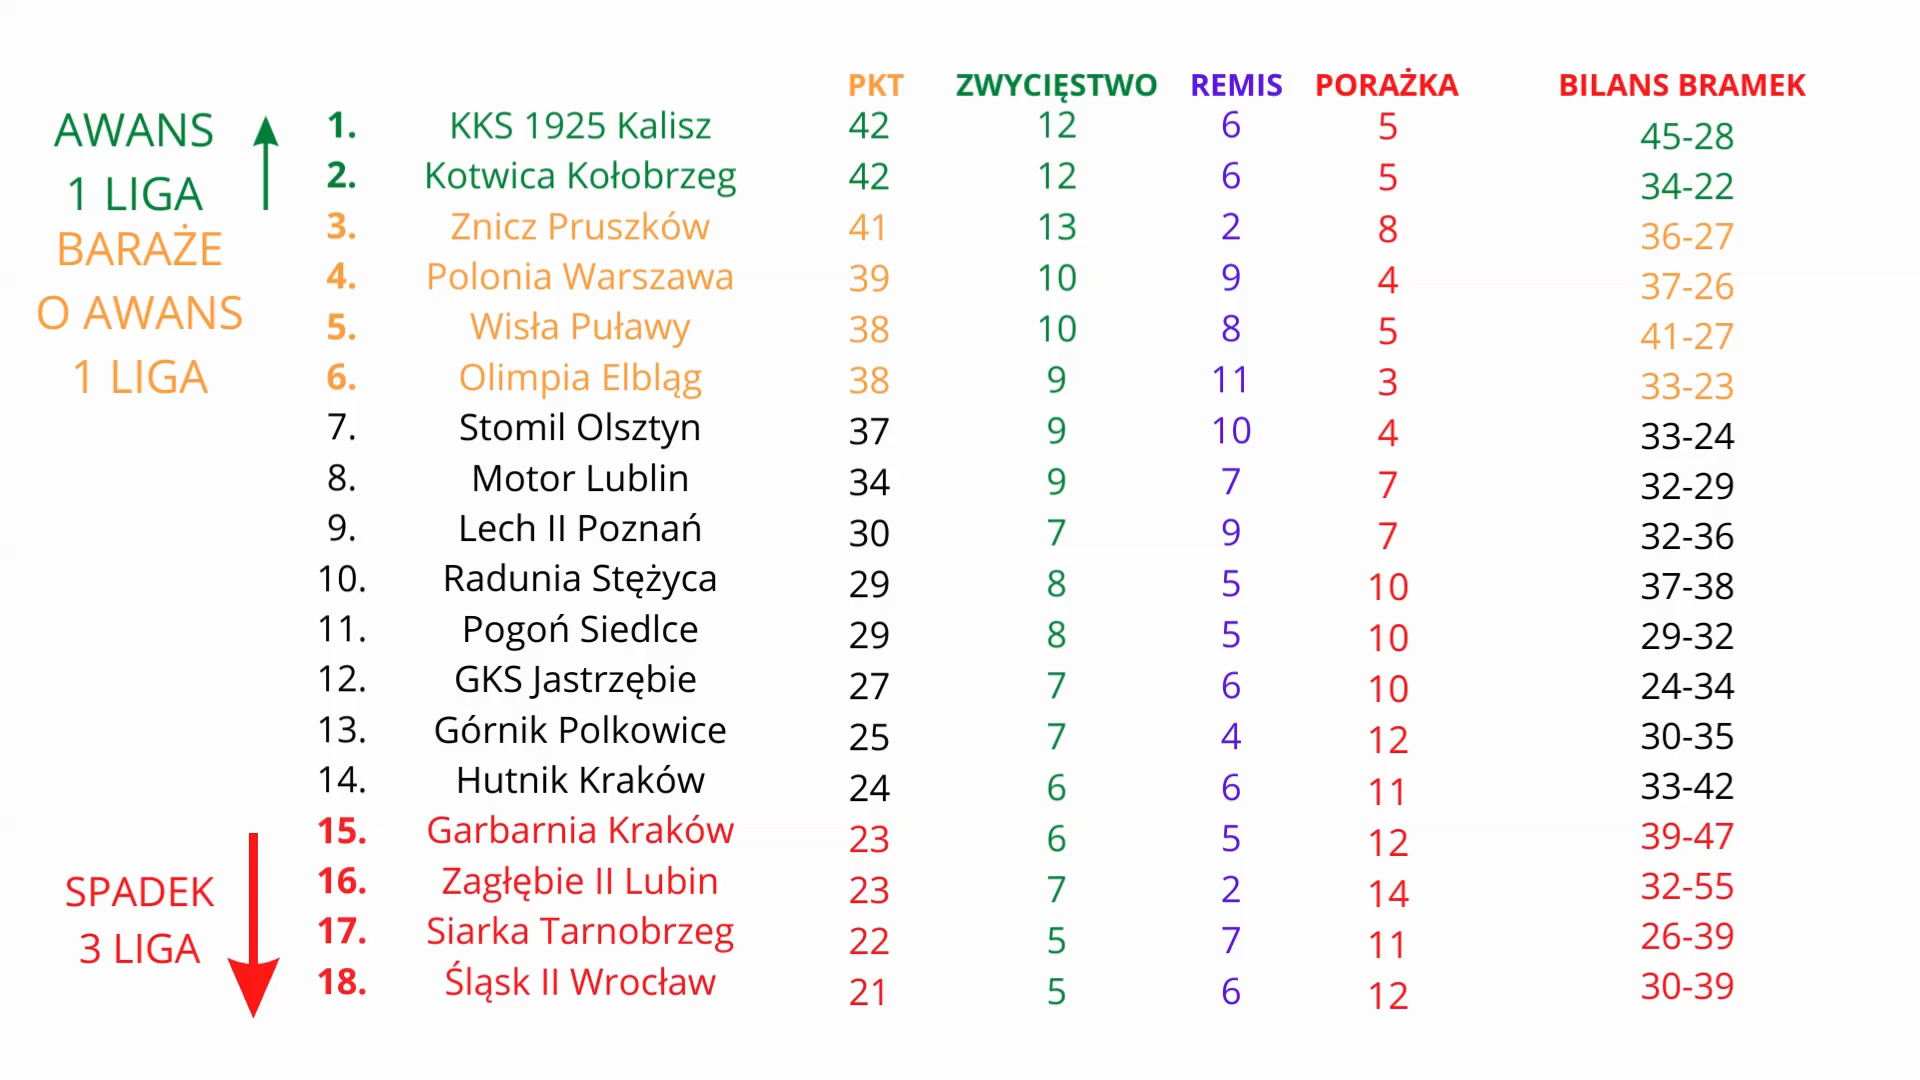 PKT ZWYCIĘSTWO REMIS PORAŻKA BILANS BRAMEK
AWANS
1 LIGA
BARAŻE
O AWANS
1 LIGA
1. KKS 1925 Kalisz 42 12 6 5 45-28
2. Kotwica Kołobrzeg 42 12 6 5 34-22
3. Znicz Pruszków 41 13 2 8 36-27
4. Polonia Warszawa 39 10 9 4 37-26
5. Wisła Puławy 38 10 8 5 41-27
6. Olimpia Elbląg 38 9 11 3 33-23
7. Stomil Olsztyn 37 9 10 4 33-24
8. Motor Lublin 34 9 7 7 32-29
9. Lech II Poznań 30 7 9 7 32-36
10. Radunia Stężyca 29 8 5 10 37-38
11. Pogoń Siedlce 29 8 5 10 29-32
12. GKS Jastrzębie 27 7 6 10 24-34
13. Górnik Polkowice 25 7 4 12 30-35
14. Hutnik Kraków 24 6 6 11 33-42
15. Garbarnia Kraków 23 6 5 12 39-47
16. Zagłębie II Lubin 23 7 2 14 32-55
17. Siarka Tarnobrzeg 22 5 7 11 26-39
18. Śląsk II Wrocław 21 5 6 12 30-39
SPADEK
3 LIGA